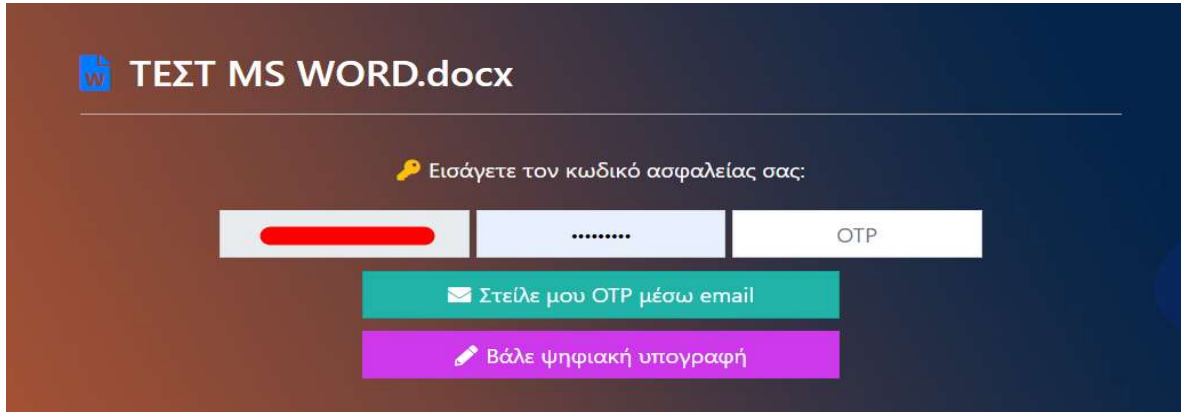 W ΤΕΣΤ MS WORD.docx
Εισάγετε τον κωδικό ασφαλείας σας:
••••••••• OTP
Στείλε μου OTP μέσω email
Βάλε ψηφιακή υπογραφή